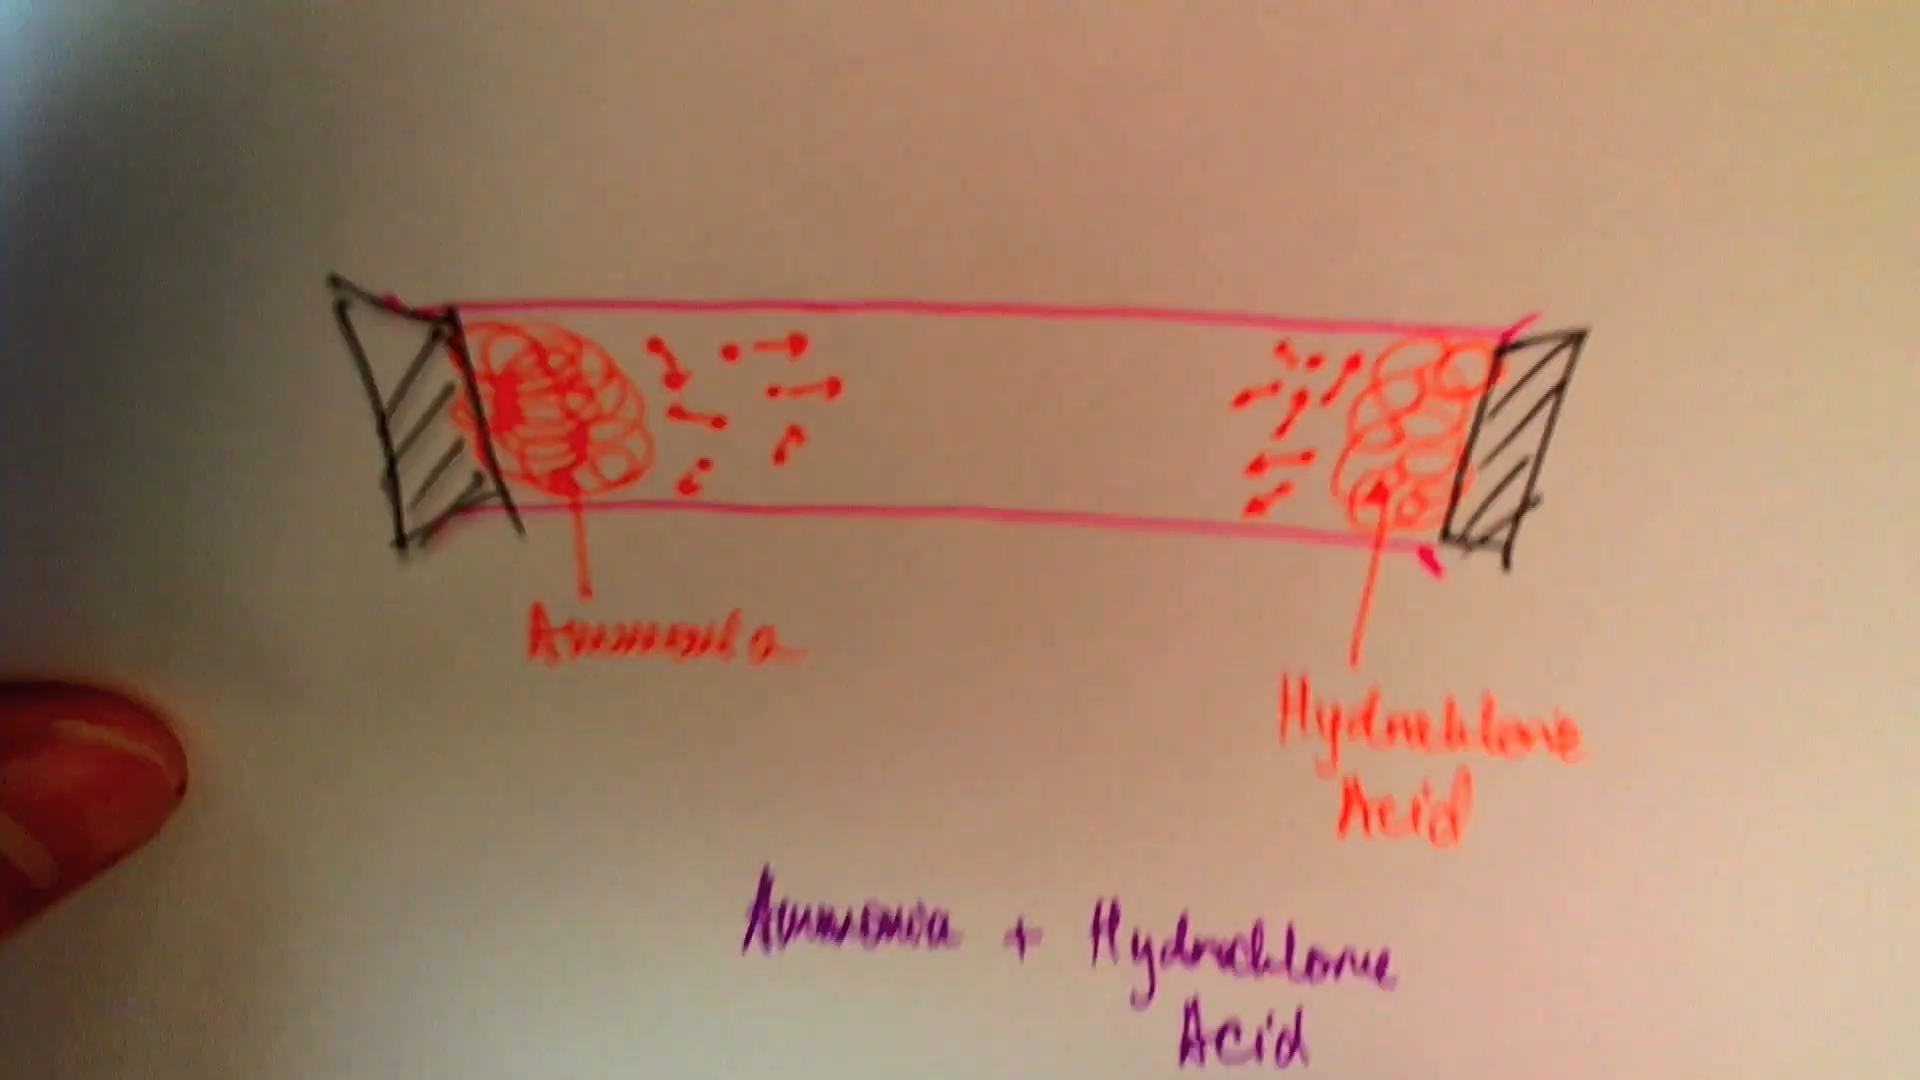 Ammonia
Hydrochloric
Acid
Ammonia + Hydrochloric
Acid